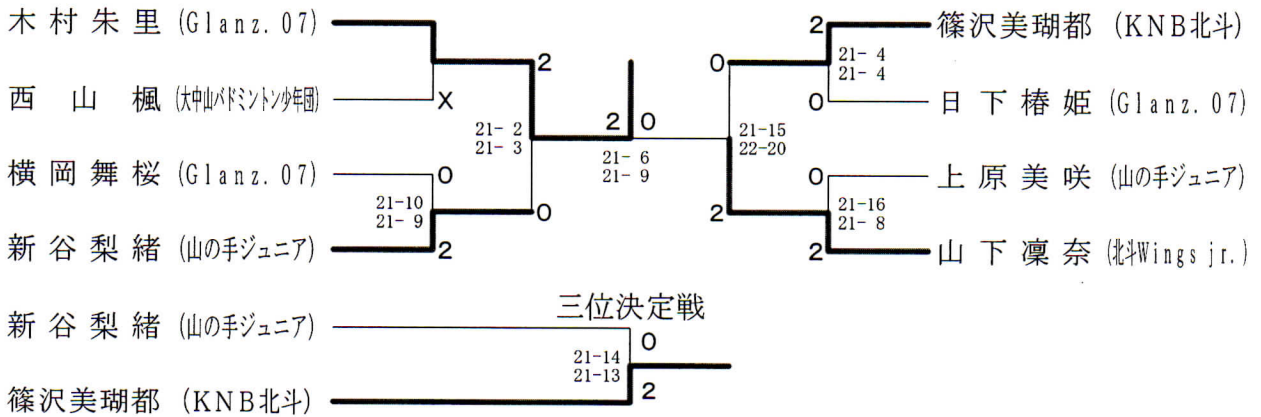 木村朱里 (Glanz.07)
西山楓 (大中山バドミントン少年団)
横岡舞桜 (Glanz.07)
新谷梨緒 (山の手ジュニア)
X
2
21- 2
21- 3
0
21-10
21- 9
2
0
2 0
21- 6
21- 9
0
21-15
22-20
2
2
21- 4
21- 4
0
0
21-16
21- 8
2
篠沢美瑚都 (KNB北斗)
日下椿姫 (Glanz.07)
上原美咲 (山の手ジュニア)
山下凜奈 (北斗Wings jr.)
三位決定戦
新谷梨緒 (山の手ジュニア)
0
21-14
21-13
2
篠沢美瑚都 (KNB北斗)